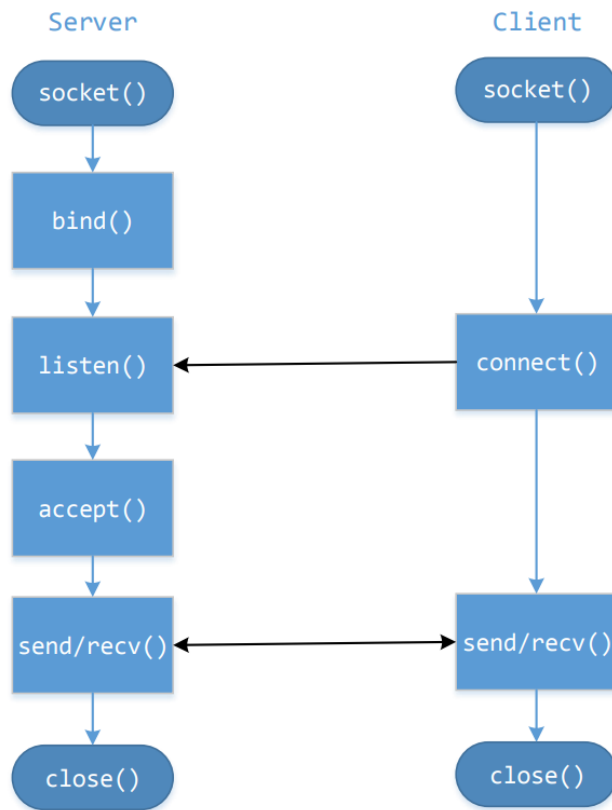 Server
Client
socket()
socket()
bind()
listen()
connect()
accept()
send/recv()
send/recv()
close()
close()